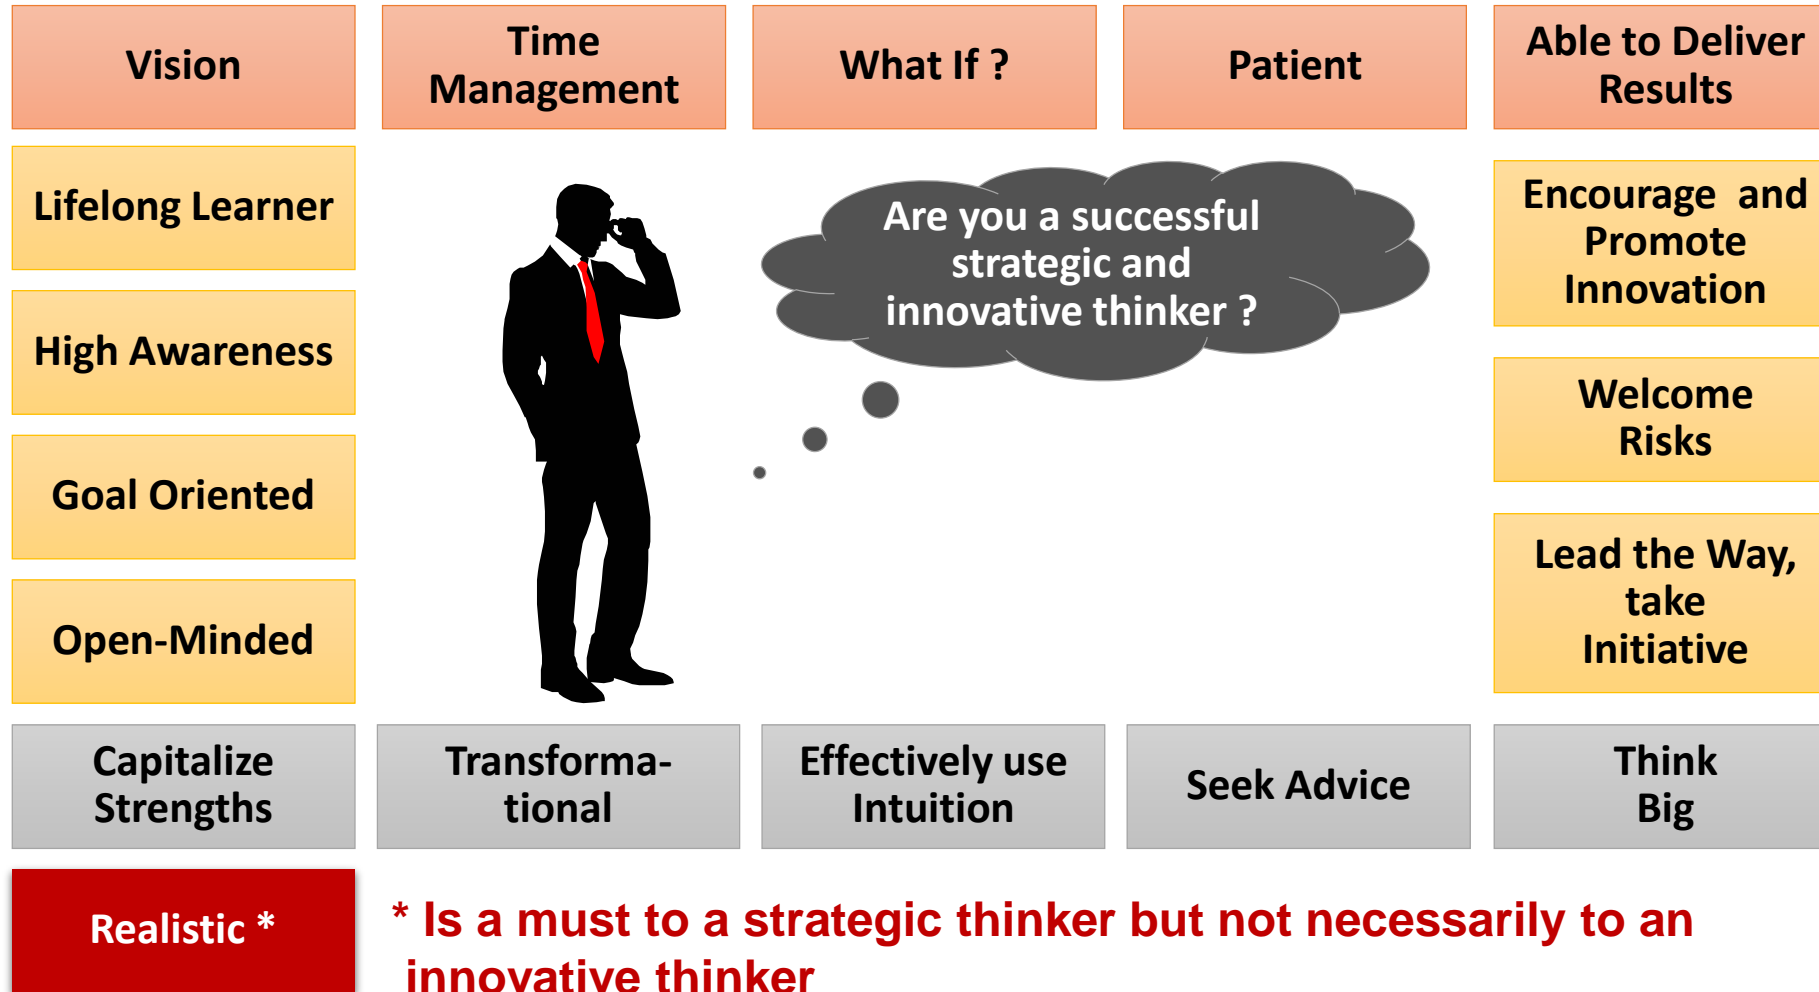 Vision
Time
Management
What If ?
Patient
Able to Deliver
Results
Lifelong Learner
High Awareness
Goal Oriented
Open-Minded
Are you a successful
strategic and
innovative thinker ?
Encourage and
Promote
Innovation
Welcome
Risks
Lead the Way,
take
Initiative
Capitalize
Strengths
Transforma-
tional
Effectively use
Intuition
Seek Advice
Think
Big
Realistic *
* Is a must to a strategic thinker but not necessarily to an
innovative thinker